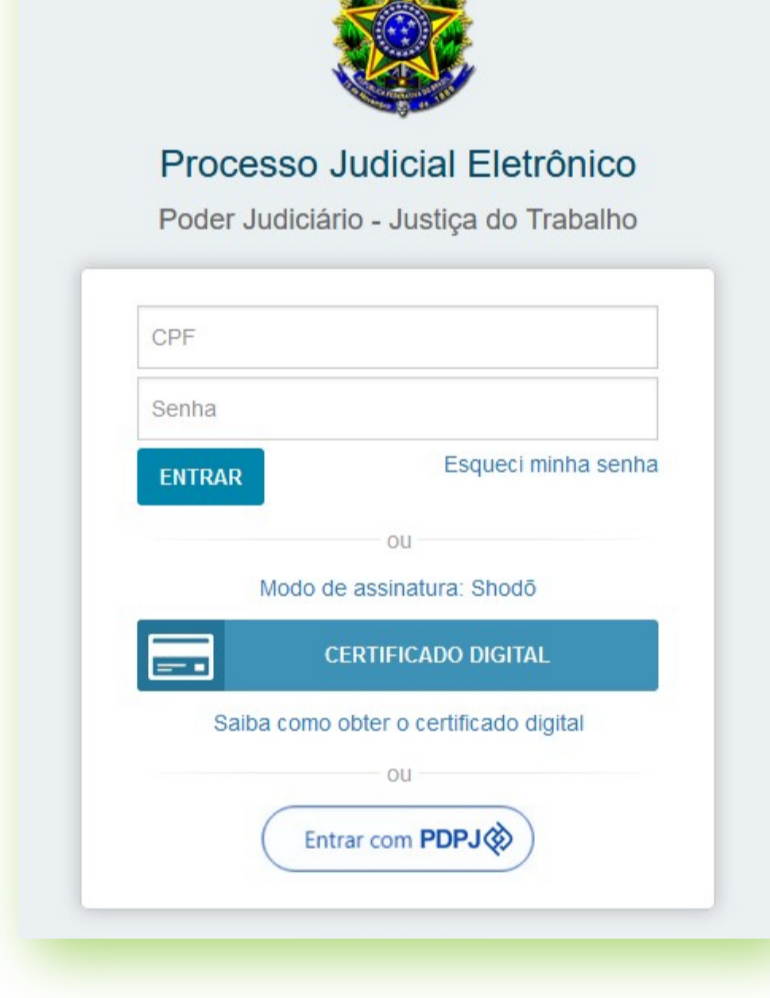 Processo Judicial Eletrônico
Poder Judiciário - Justiça do Trabalho
CPF
Senha
ENTRAR
Esqueci minha senha
ou
Modo de assinatura: Shodō
CERTIFICADO DIGITAL
Saiba como obter o certificado digital
ou
Entrar com PDPJ